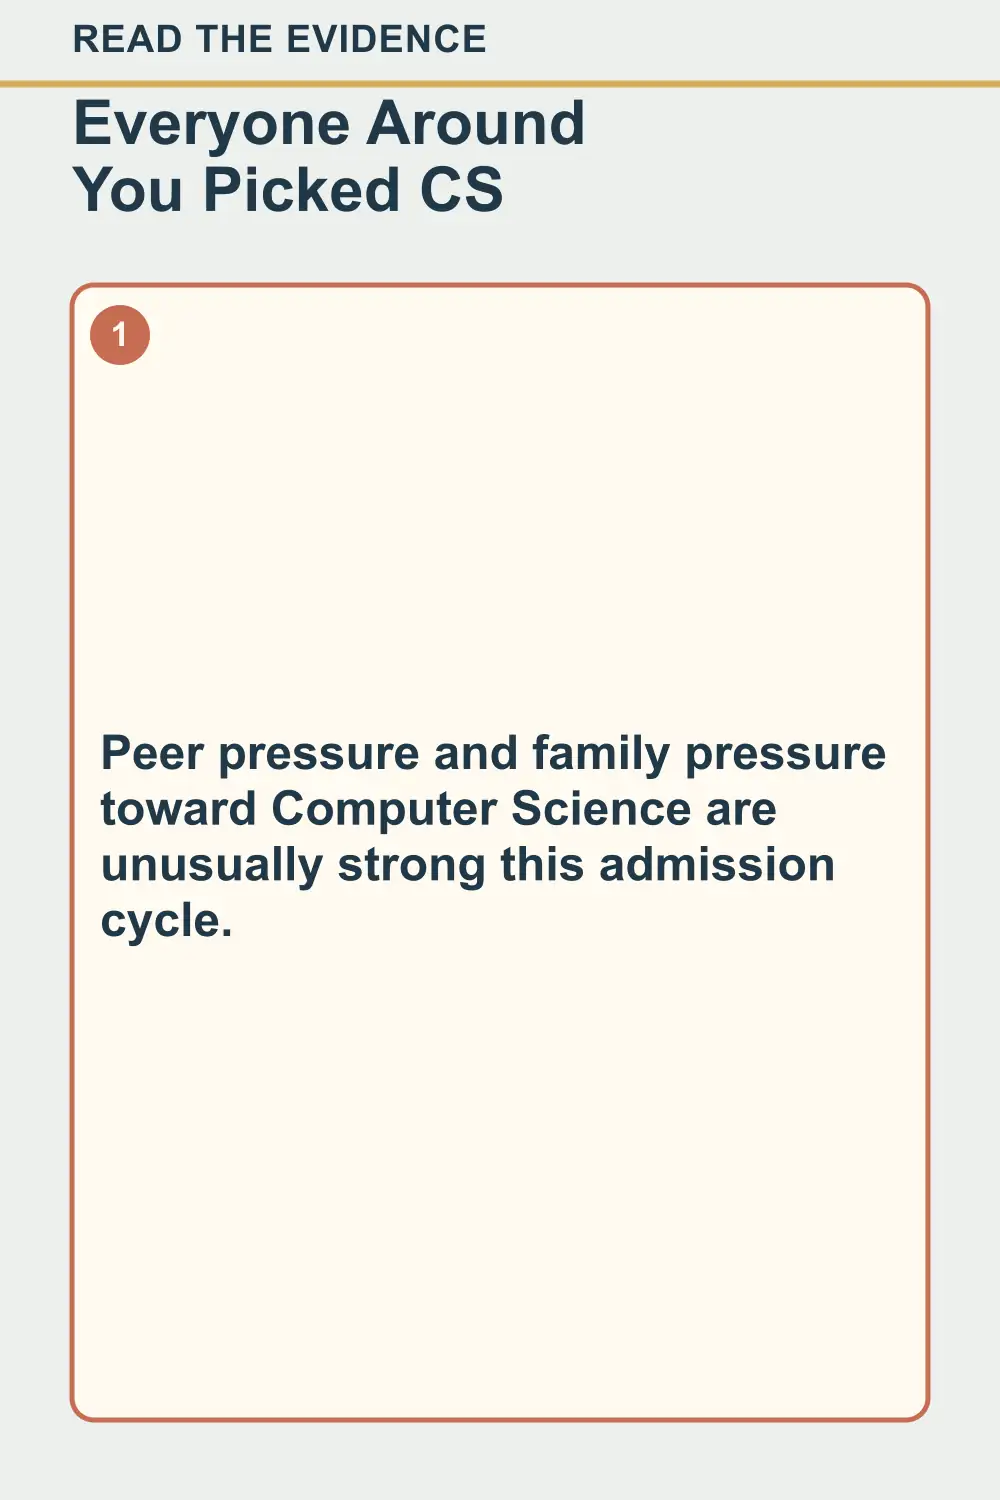 READ THE EVIDENCE
Everyone Around
You Picked CS
1
Peer pressure and family pressure
toward Computer Science are
unusually strong this admission
cycle.